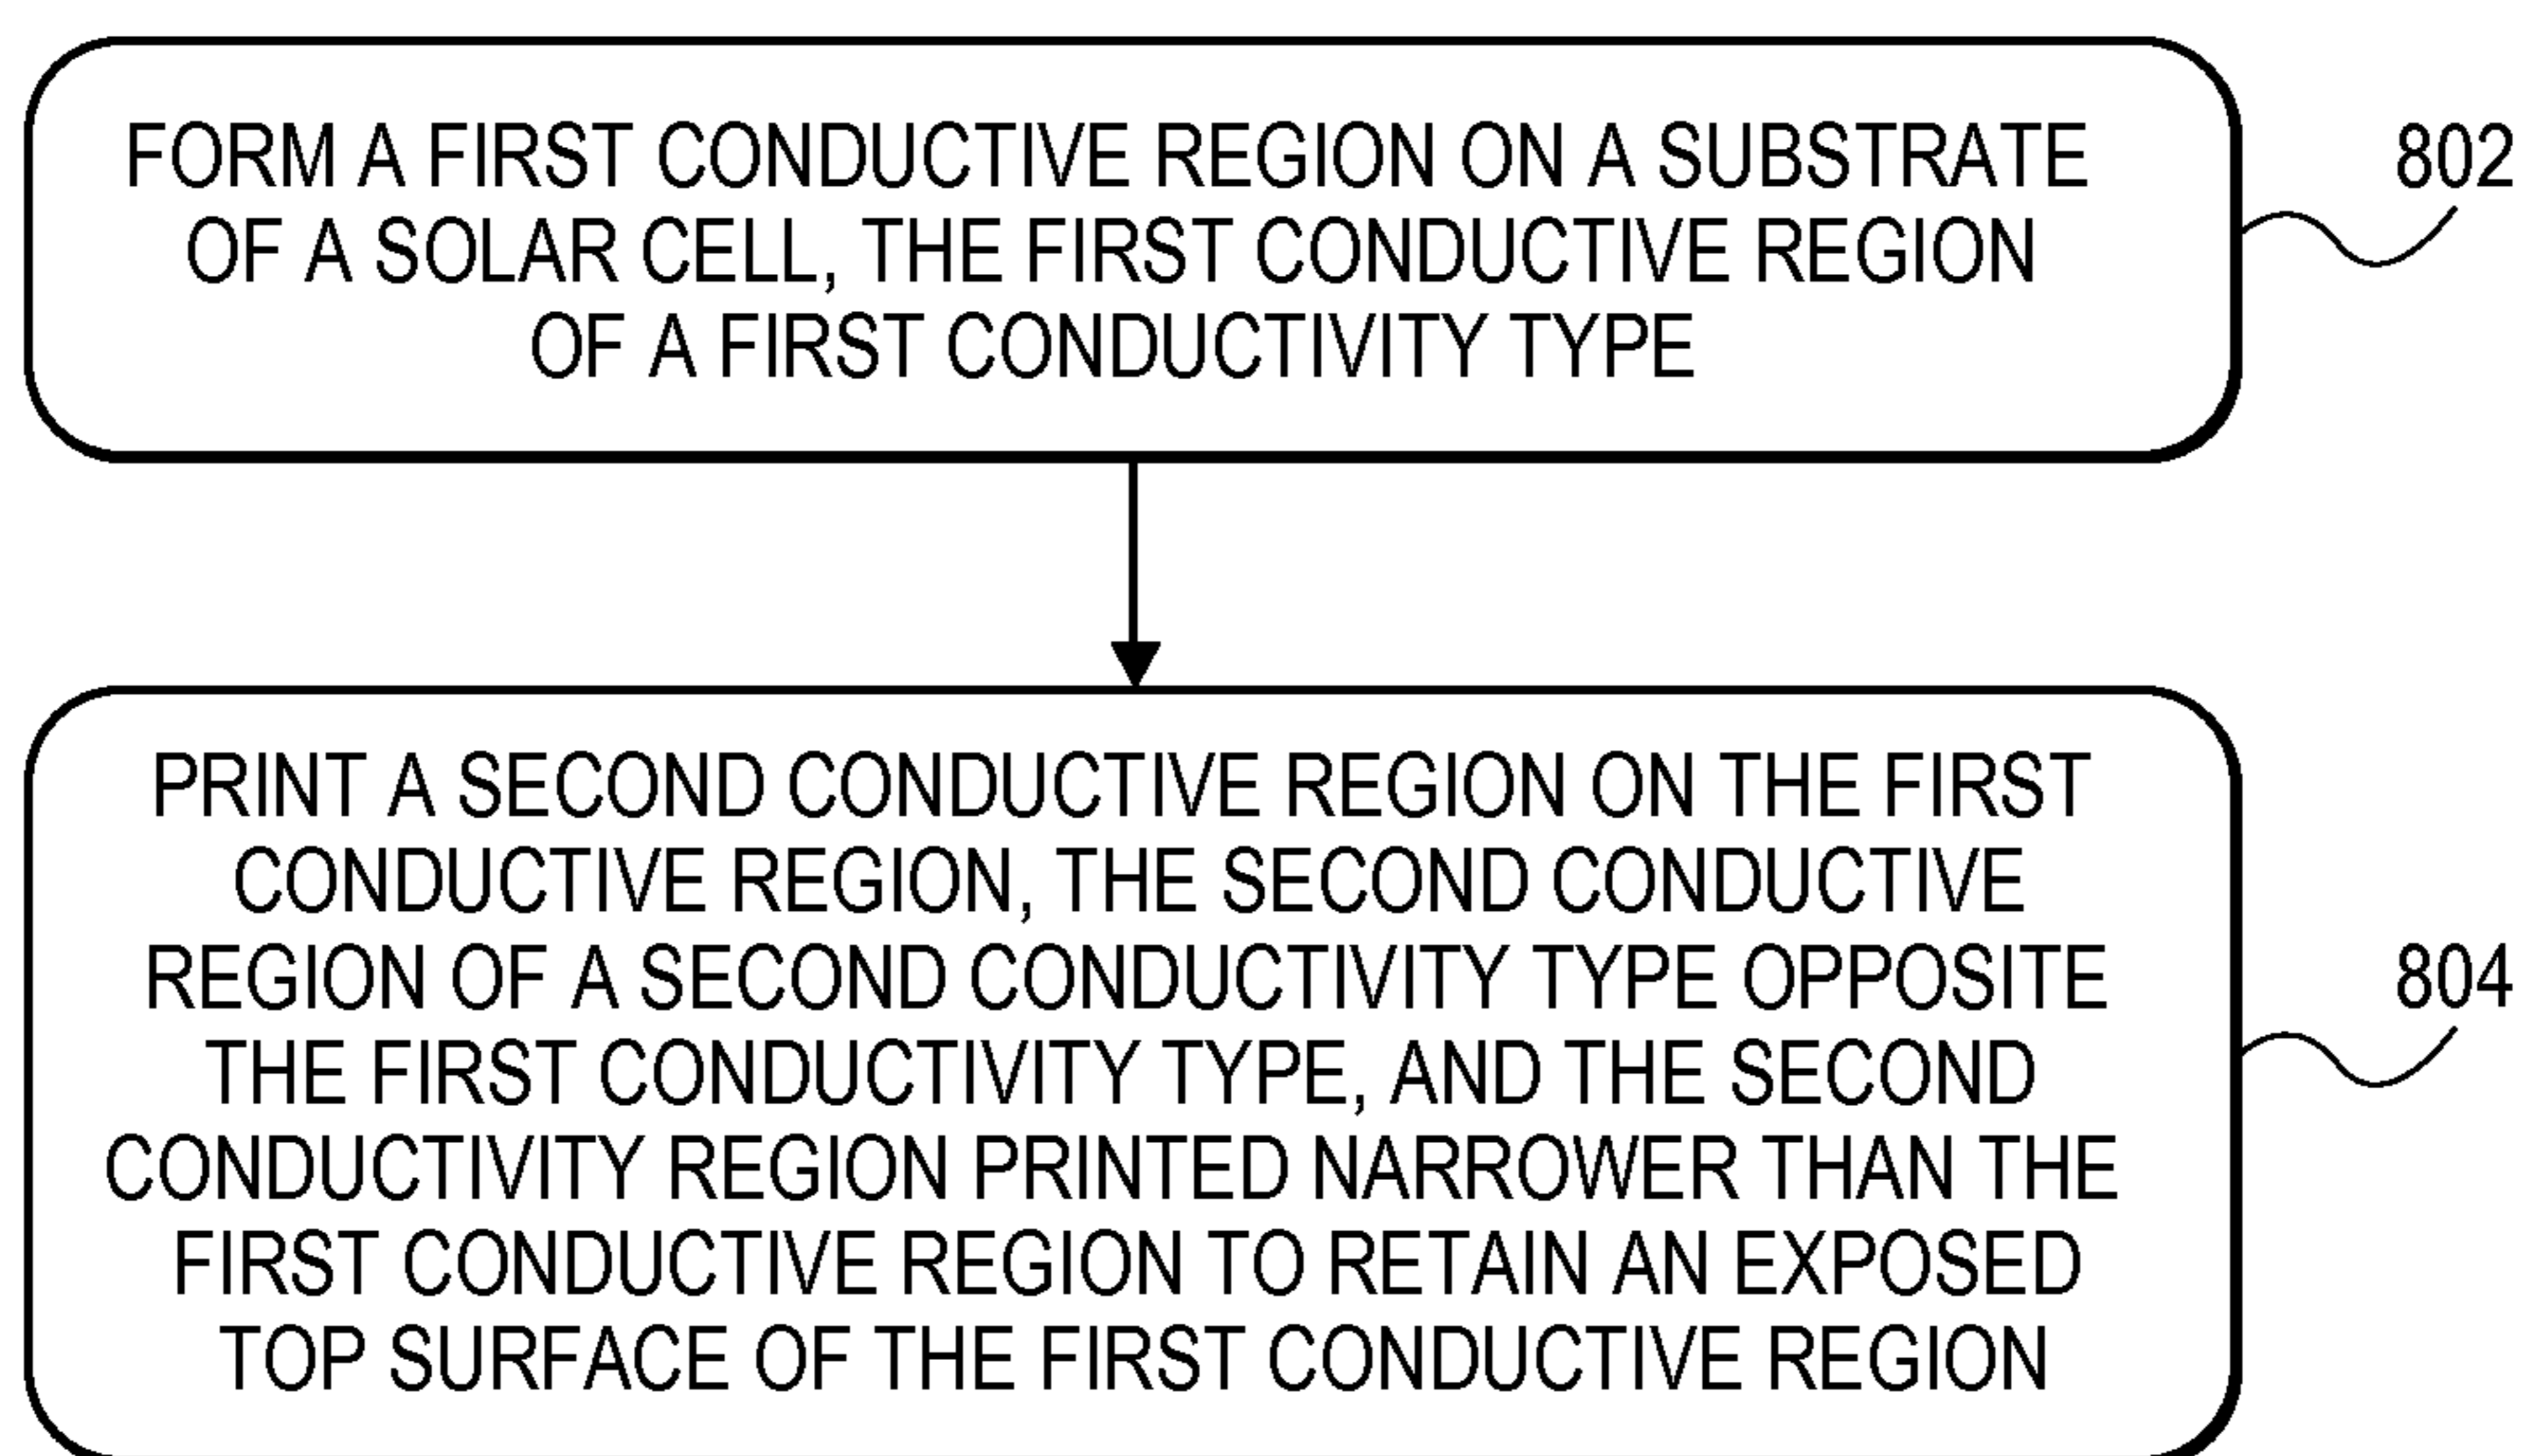 FORM A FIRST CONDUCTIVE REGION ON A SUBSTRATE
OF A SOLAR CELL, THE FIRST CONDUCTIVE REGION
OF A FIRST CONDUCTIVITY TYPE
802
PRINT A SECOND CONDUCTIVE REGION ON THE FIRST
CONDUCTIVE REGION, THE SECOND CONDUCTIVE
REGION OF A SECOND CONDUCTIVITY TYPE OPPOSITE
THE FIRST CONDUCTIVITY TYPE, AND THE SECOND
CONDUCTIVITY REGION PRINTED NARROWER THAN THE
FIRST CONDUCTIVE REGION TO RETAIN AN EXPOSED
TOP SURFACE OF THE FIRST CONDUCTIVE REGION
804